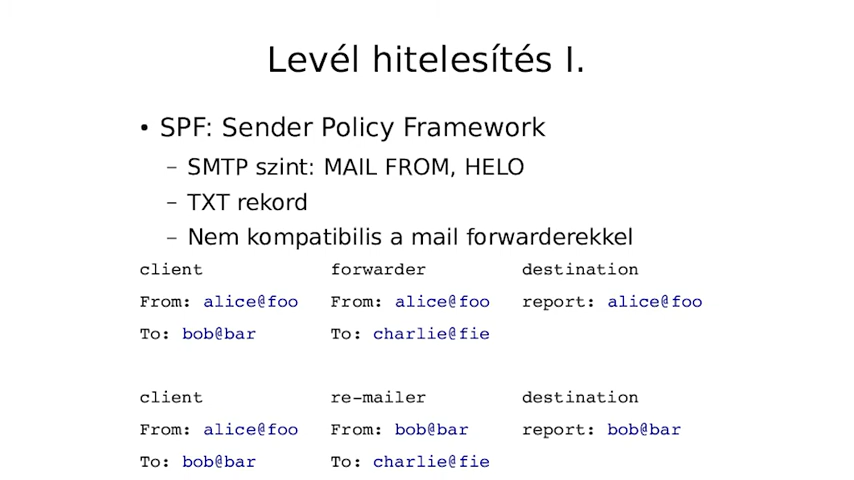 Levél hitelesítés I.
• SPF: Sender Policy Framework
– SMTP szint: MAIL FROM, HELO
– TXT rekord
– Nem kompatibilis a mail forwarderekkel
client forwarder destination
From: alice@foo From: alice@foo report: alice@foo
To: bob@bar To: charlie@fie
client re-mailer destination
From: alice@foo From: bob@bar report: bob@bar
To: bob@bar To: charlie@fie